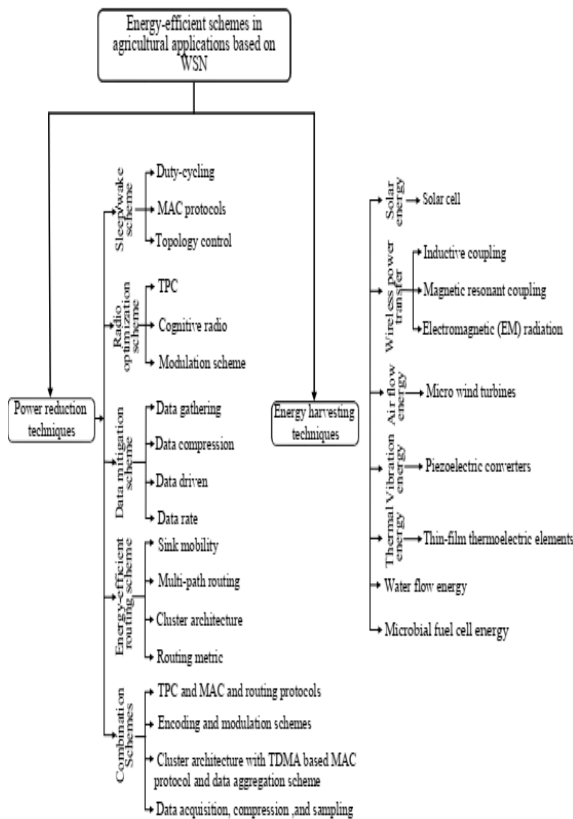 Energy-efficient schemes in
agricultural applications based on
WSN
Power reduction
techniques
Sleep/wake
scheme
Duty-cycling
MAC protocols
Topology control
Radio
optimization
scheme
TPC
Cognitive radio
Modulation scheme
Data mitigation
scheme
Data gathering
Data compression
Data driven
Data rate
Energy-efficient
routing scheme
Sink mobility
Multi-path routing
Cluster architecture
Routing metric
Combination
Schemes
TPC and MAC and routing protocols
Encoding and modulation schemes
Cluster architecture with TDMA based MAC
protocol and data aggregation scheme
Data acquisition, compression ,and sampling
Energy harvesting
techniques
Solar
energy
Solar cell
Wireless power
transfer
Inductive coupling
Magnetic resonant coupling
Electromagnetic (EM) radiation
Air flow
energy
Micro wind turbines
Vibration
energy
Piezoelectric converters
Thermal
energy
Thin-film thermoelectric elements
Water flow energy
Microbial fuel cell energy